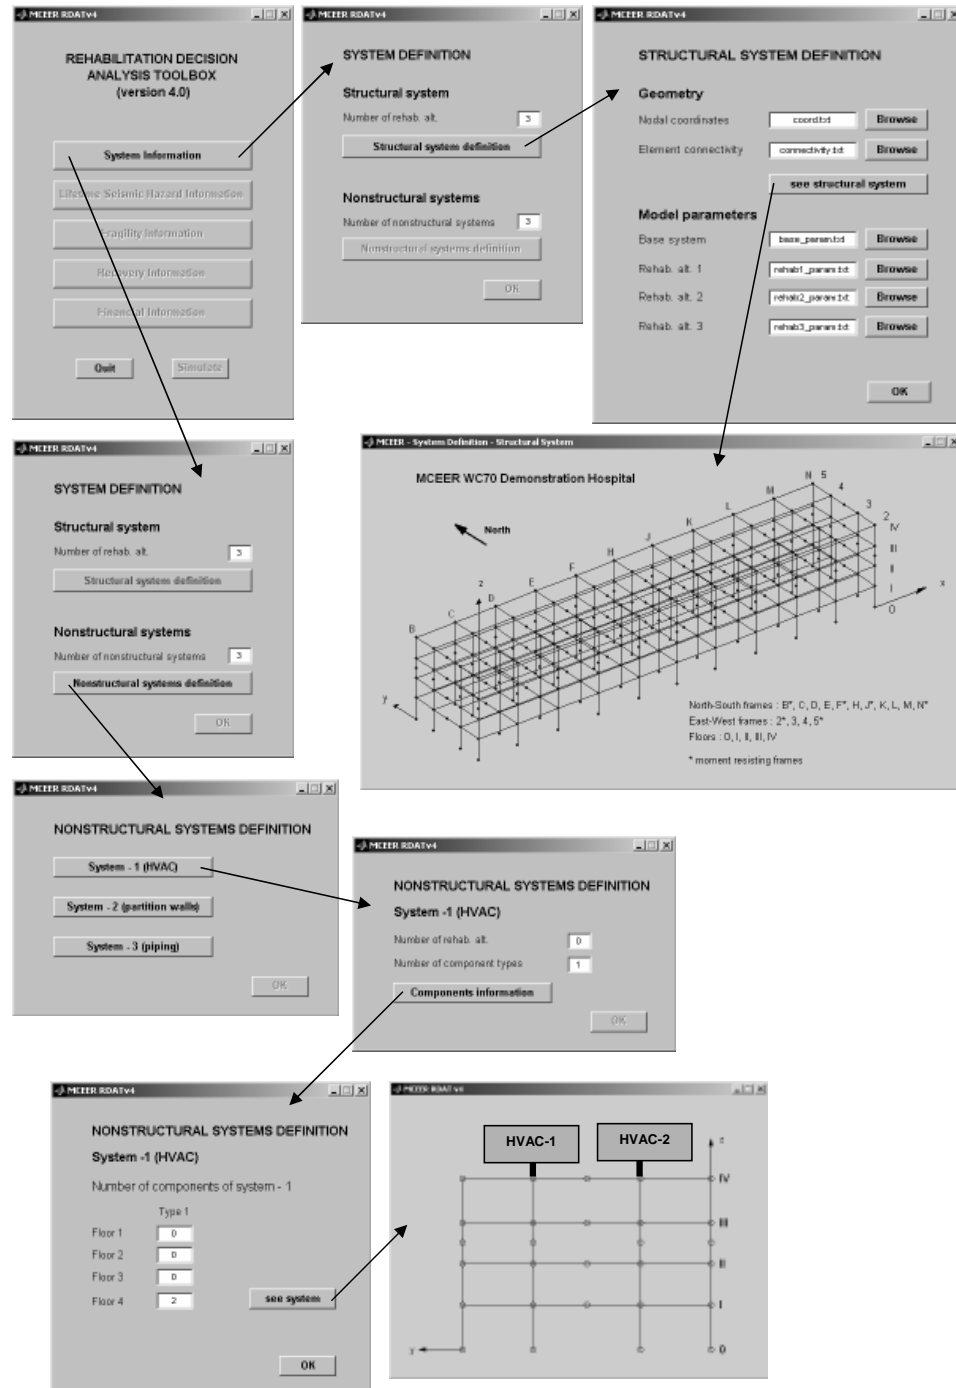 MCEER RDATv4
REHABILITATION DECISION
ANALYSIS TOOLBOX
(version 4.0)
System Information
Lifetime Seismic Hazard Information
Fragility Information
Recovery Information
Financial Information
Quit
Simulate
MCEER RDATv4
SYSTEM DEFINITION
Structural system
Number of rehab. alt.
3
Structural system definition
Nonstructural systems
Number of nonstructural systems
3
Nonstructural systems definition
OK
MCEER RDATv4
STRUCTURAL SYSTEM DEFINITION
Geometry
Nodal coordinates
coord.txt
Browse
Element connectivity
connectivity.txt
Browse
see structural system
Model parameters
Base system
base_param.txt
Browse
Rehab. alt. 1
rehab1_param.txt
Browse
Rehab. alt. 2
rehab2_param.txt
Browse
Rehab. alt. 3
rehab3_param.txt
Browse
OK
MCEER RDATv4
SYSTEM DEFINITION
Structural system
Number of rehab. alt.
3
Structural system definition
Nonstructural systems
Number of nonstructural systems
3
Nonstructural systems definition
OK
MCEER - System Definition - Structural System
MCEER WC70 Demonstration Hospital
North
B
C
D
E
F
H
J
K
L
M
N
5
4
3
2
IV
III
II
I
0
x
y
z
North-South frames : B*, C, D, E, F*, H, J*, K, L, M, N*
East-West frames : 2*, 3, 4, 5*
Floors : 0, I, II, III, IV
* moment resisting frames
MCEER RDATv4
NONSTRUCTURAL SYSTEMS DEFINITION
System - 1 (HVAC)
System - 2 (partition walls)
System - 3 (piping)
OK
MCEER RDATv4
NONSTRUCTURAL SYSTEMS DEFINITION
System -1 (HVAC)
Number of rehab. alt.
0
Number of component types
1
Components information
OK
MCEER RDATv4
NONSTRUCTURAL SYSTEMS DEFINITION
System -1 (HVAC)
Number of components of system - 1
Type 1
Floor 1
0
Floor 2
0
Floor 3
0
Floor 4
2
see system
OK
MCEER RDAT v4
HVAC-1
HVAC-2
z
IV
III
II
I
0
y